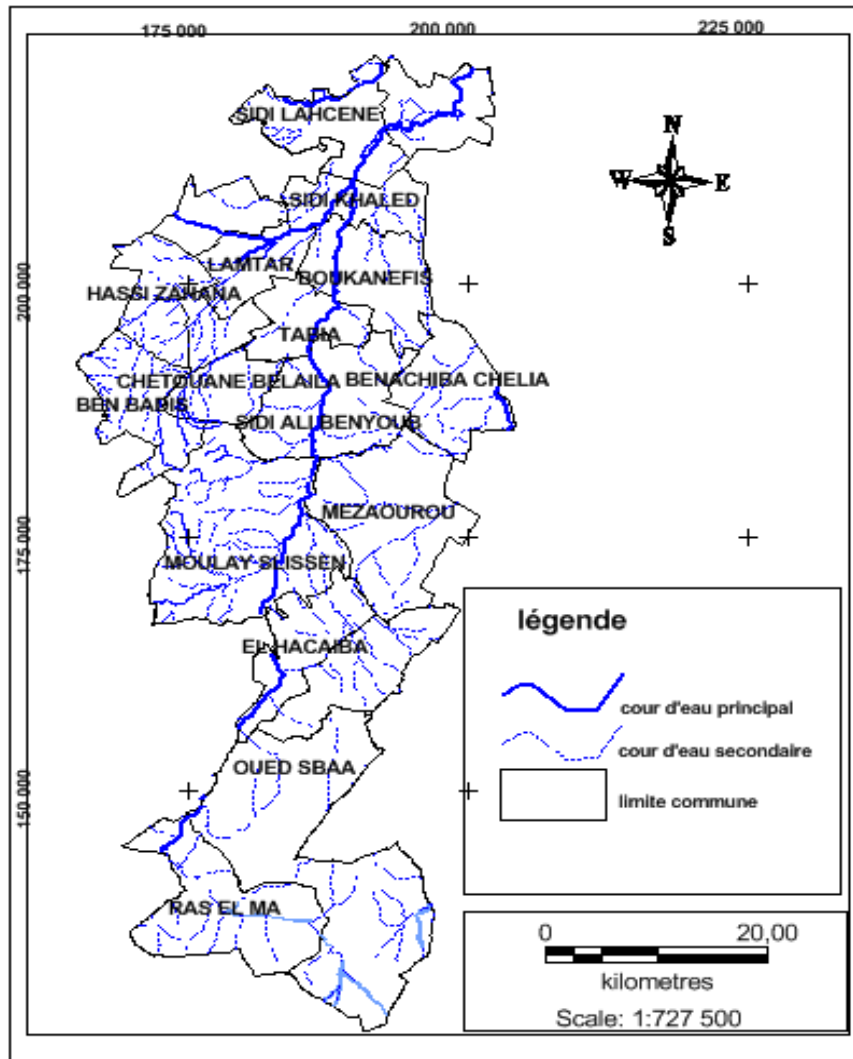 175 000
200 000
225 000
SIDI LAHCENE
N
W
E
S
SIDI KHALED
LAMTAR
BOUKANEFIS
HASSI ZAHANA
200 000
TABIA
CHETOUANE BELAILA
BENACHIBA CHELIA
BEN BADIS
SIDI ALI BENYOUB
MEZAOUROU
175 000
MOULAY SLISSEN
EL HACAIBA
OUED SBAA
150 000
RAS EL MA
légende
cour d'eau principal
cour d'eau secondaire
limite commune
0
20,00
kilometres
Scale: 1:727 500